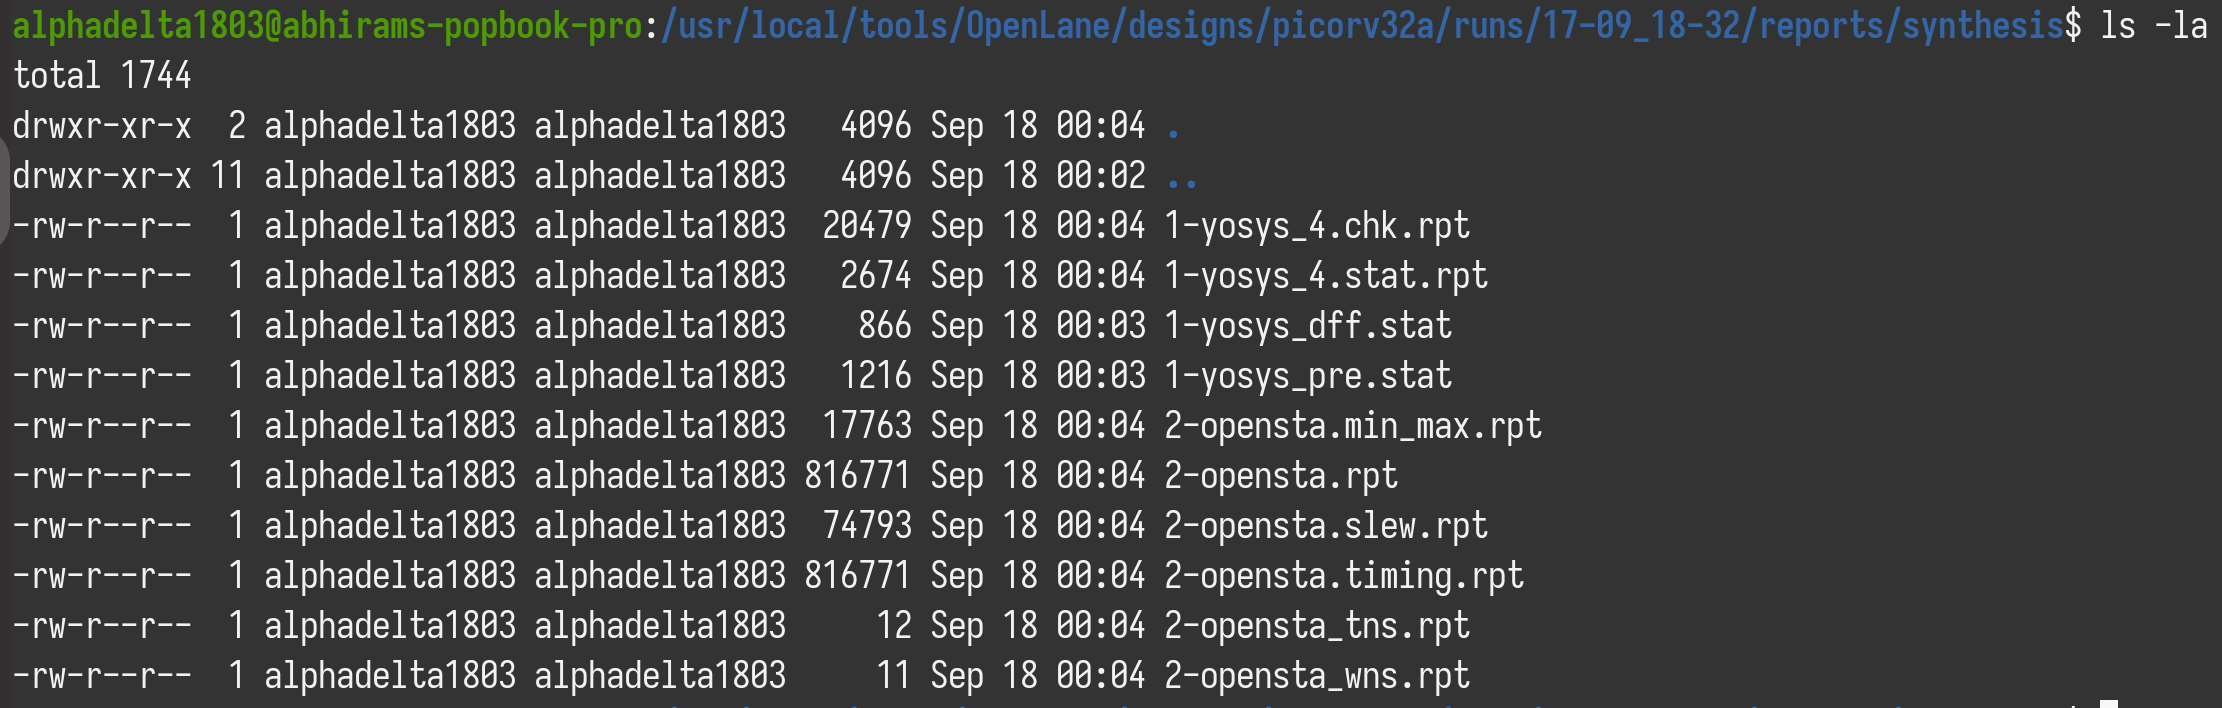 alphadelta1803@abhirams-popbook-pro:/usr/local/tools/OpenLane/designs/picorv32a/runs/17-09_18-32/reports/synthesis$ ls -la
total 1744
drwxr-xr-x  2 alphadelta1803 alphadelta1803   4096 Sep 18 00:04 .
drwxr-xr-x 11 alphadelta1803 alphadelta1803   4096 Sep 18 00:02 ..
-rw-r--r--  1 alphadelta1803 alphadelta1803  20479 Sep 18 00:04 1-yosys_4.chk.rpt
-rw-r--r--  1 alphadelta1803 alphadelta1803   2674 Sep 18 00:04 1-yosys_4.stat.rpt
-rw-r--r--  1 alphadelta1803 alphadelta1803    866 Sep 18 00:03 1-yosys_dff.stat
-rw-r--r--  1 alphadelta1803 alphadelta1803   1216 Sep 18 00:03 1-yosys_pre.stat
-rw-r--r--  1 alphadelta1803 alphadelta1803  17763 Sep 18 00:04 2-opensta.min_max.rpt
-rw-r--r--  1 alphadelta1803 alphadelta1803 816771 Sep 18 00:04 2-opensta.rpt
-rw-r--r--  1 alphadelta1803 alphadelta1803  74793 Sep 18 00:04 2-opensta.slew.rpt
-rw-r--r--  1 alphadelta1803 alphadelta1803 816771 Sep 18 00:04 2-opensta.timing.rpt
-rw-r--r--  1 alphadelta1803 alphadelta1803     12 Sep 18 00:04 2-opensta_tns.rpt
-rw-r--r--  1 alphadelta1803 alphadelta1803     11 Sep 18 00:04 2-opensta_wns.rpt